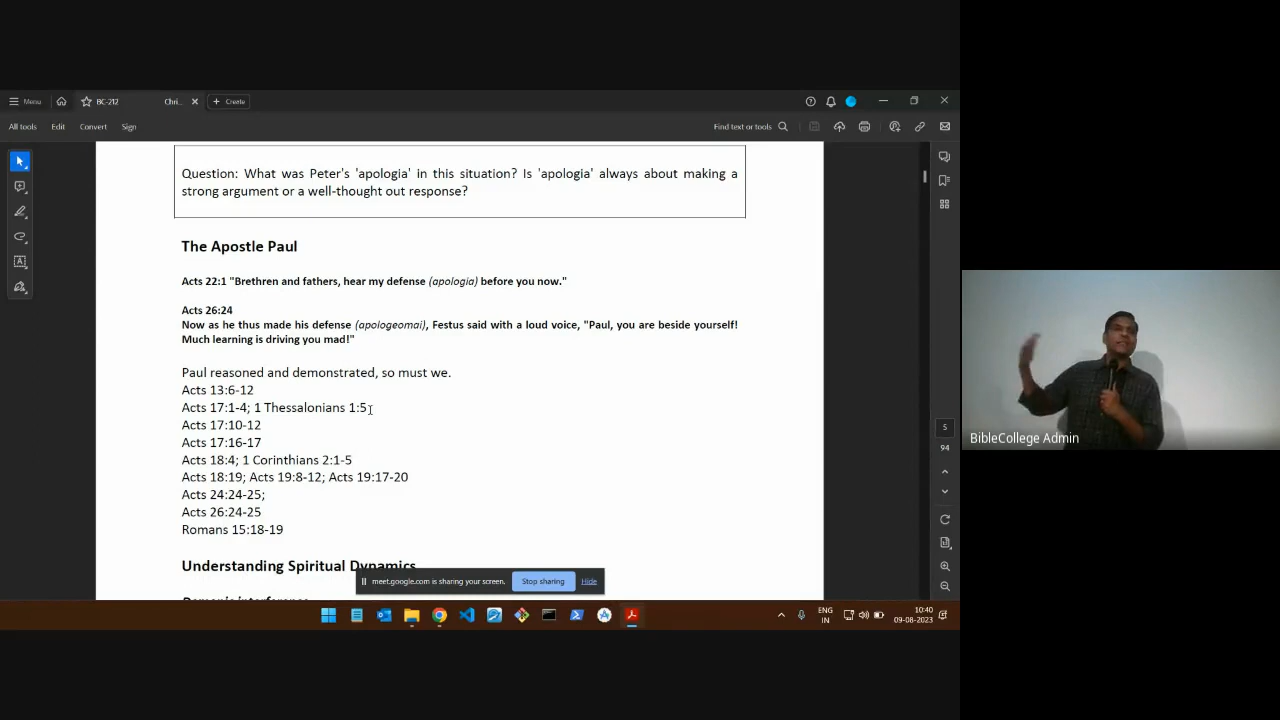 Menu
BC-212
Chri...
Create
All tools
Edit
Convert
Sign
Find text or tools
Question: What was Peter's 'apologia' in this situation? Is 'apologia' always about making a
strong argument or a well-thought out response?
The Apostle Paul
Acts 22:1 "Brethren and fathers, hear my defense (apologia) before you now."
Acts 26:24
Now as he thus made his defense (apologeomai), Festus said with a loud voice, "Paul, you are beside yourself!
Much learning is driving you mad!"
Paul reasoned and demonstrated, so must we.
Acts 13:6-12
Acts 17:1-4; 1 Thessalonians 1:5
Acts 17:10-12
Acts 17:16-17
Acts 18:4; 1 Corinthians 2:1-5
Acts 18:19; Acts 19:8-12; Acts 19:17-20
Acts 24:24-25;
Acts 26:24-25
Romans 15:18-19
Understanding Spiritual Dynamics
5
94
BibleCollege Admin
meet.google.com is sharing your screen.
Stop sharing
Hide
ENG
IN
10:40
09-08-2023